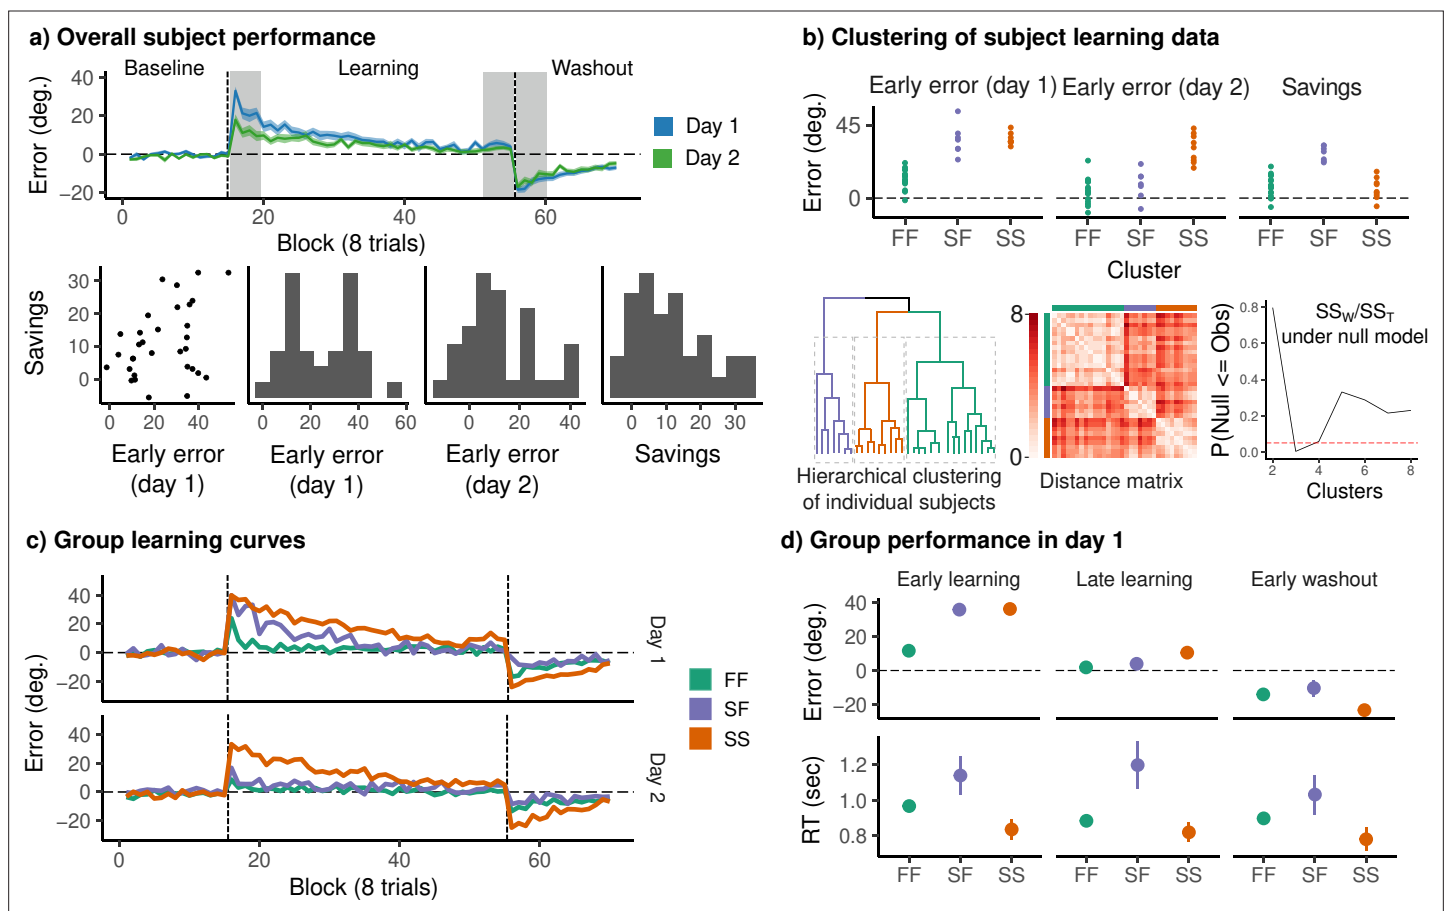 a) Overall subject performance
Baseline
Learning
Washout
Error (deg.)
40
20
0
−20
0
20
40
60
Block (8 trials)
Day 1
Day 2
Savings
30
20
10
0
0
20
40
Early error
(day 1)
0
20
40
60
Early error
(day 1)
0
20
40
Early error
(day 2)
0
10
20
30
Savings
b) Clustering of subject learning data
Early error (day 1)
Early error (day 2)
Savings
Error (deg.)
45
0
FF
SF
SS
FF
SF
SS
FF
SF
SS
Cluster
Hierarchical clustering
of individual subjects
8
0
Distance matrix
P(Null <= Obs)
0.8
0.6
0.4
0.2
0.0
SSW/SST
under null model
2
4
6
8
Clusters
c) Group learning curves
Error (deg.)
40
20
0
−20
Day 1
40
20
0
−20
Day 2
0
20
40
60
Block (8 trials)
FF
SF
SS
d) Group performance in day 1
Early learning
Late learning
Early washout
Error (deg.)
40
20
0
−20
RT (sec)
1.2
1.0
0.8
FF
SF
SS
FF
SF
SS
FF
SF
SS